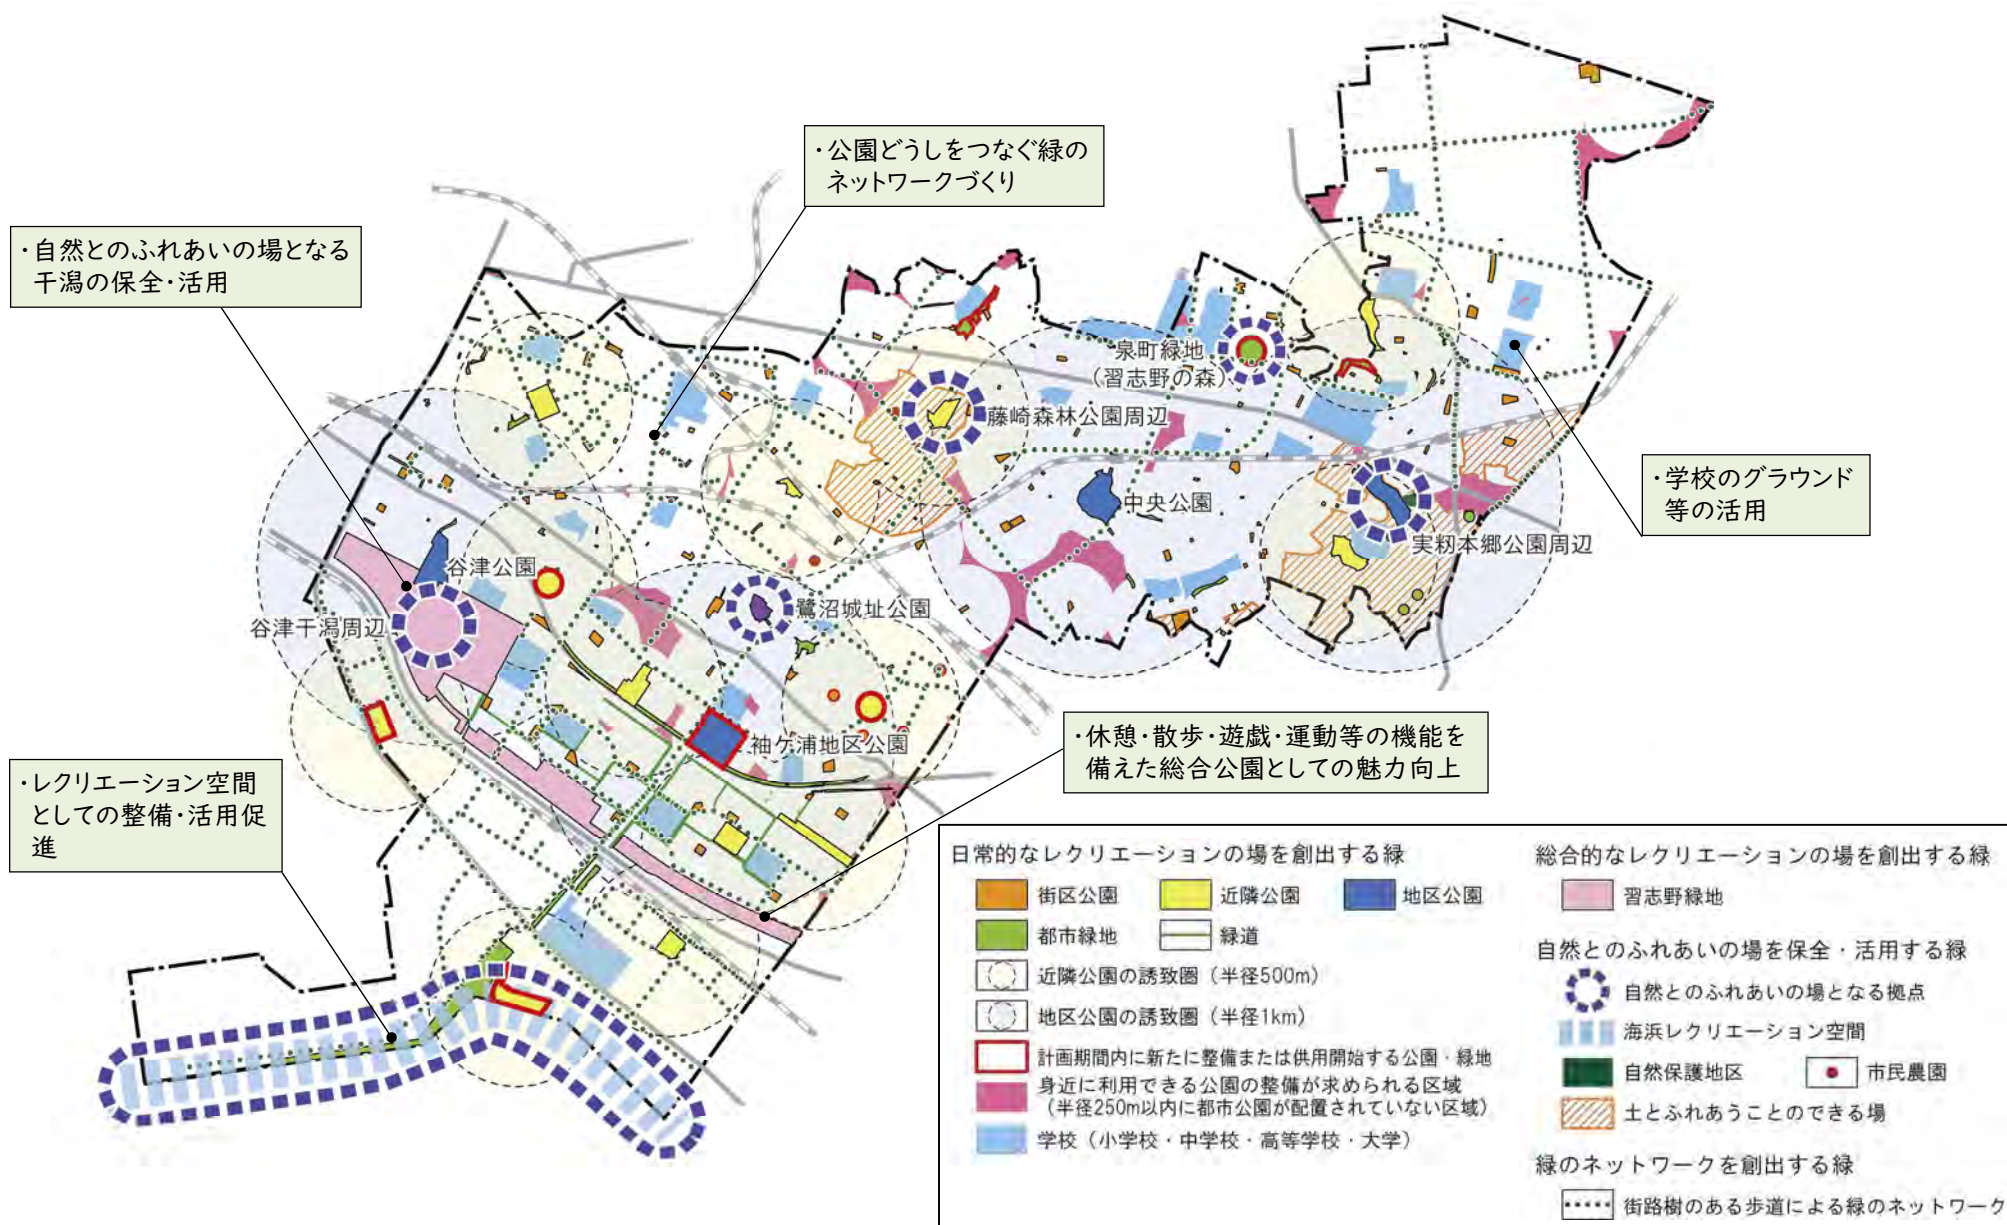 ・公園どうしをつなぐ緑の
ネットワークづくり
・自然とのふれあいの場となる
干潟の保全・活用
泉町緑地
（習志野の森）
藤崎森林公園周辺
中央公園
・学校のグラウンド
等の活用
実籾本郷公園周辺
谷津公園
鷺沼城址公園
谷津干潟周辺
袖ケ浦地区公園
・休憩・散歩・遊戯・運動等の機能を
備えた総合公園としての魅力向上
・レクリエーション空間
としての整備・活用促
進
日常的なレクリエーションの場を創出する緑
街区公園
近隣公園
地区公園
都市緑地
緑道
近隣公園の誘致圏（半径500m）
地区公園の誘致圏（半径1km）
計画期間内に新たに整備または供用開始する公園・緑地
身近に利用できる公園の整備が求められる区域
（半径250m以内に都市公園が配置されていない区域）
学校（小学校・中学校・高等学校・大学）
総合的なレクリエーションの場を創出する緑
習志野緑地
自然とのふれあいの場を保全・活用する緑
自然とのふれあいの場となる拠点
海浜レクリエーション空間
自然保護地区
市民農園
土とふれあうことのできる場
緑のネットワークを創出する緑
街路樹のある歩道による緑のネットワーク